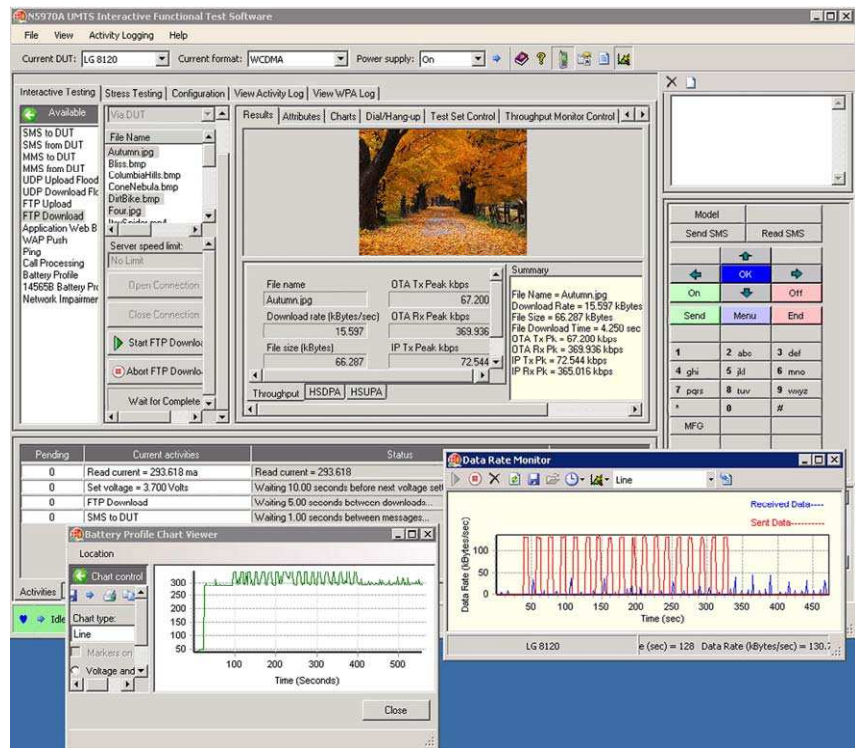 N5970A UMTS Interactive Functional Test Software
File View Activity Logging Help
Current DUT: LG 8120 Current format: WCDMA Power supply: On
Interactive Testing Stress Testing Configuration View Activity Log View WPA Log
Available
SMS to DUT
SMS from DUT
MMS to DUT
MMS from DUT
UDP Upload Flood
UDP Download Flo
FTP Upload
FTP Download
Application Web B
WAP Push
Ping
Call Processing
Battery Profile
14565B Battery Pro
Network Impairmer
Via DUT
File Name
Autumn.jpg
Bliss.bmp
ColumbiaHills.bmp
ConeNebula.bmp
DirtBike.bmp
Four.jpg
Server speed limit:
No Limit
Open Connection
Close Connection
Start FTP Downloa
Abort FTP Downlo
Wait for Complete
Results Attributes Charts Dial/Hang-up Test Set Control Throughput Monitor Control
File name
Autumn.jpg
Download rate (kBytes/sec)
15.597
File size (kBytes)
66.287
OTA Tx Peak kbps
67.200
OTA Rx Peak kbps
369.936
IP Tx Peak kbps
72.544
Throughput HSDPA HSUPA
Summary
File Name = Autumn.jpg
Download Rate = 15.597 kBytes
File Size = 66.287 kBytes
File Download Time = 4.250 sec
OTA Tx Pk = 67.200 kbps
OTA Rx Pk = 369.936 kbps
IP Tx Pk = 72.544 kbps
IP Rx Pk = 365.016 kbps
Model
Send SMS Read SMS
OK
On Off
Send Menu End
1 2 abc 3 def
4 ghi 5 jkl 6 mno
7 pqrs 8 tuv 9 wxyz
* 0 #
MFG
Pending Current activities Status
0 Read current = 293.618 ma Read current = 293.618
0 Set voltage = 3.700 Volts Waiting 10.00 seconds before next voltage sett
0 FTP Download Waiting 5.00 seconds between downloads...
0 SMS to DUT Waiting 1.00 seconds between messages...
Activities
Idle
Battery Profile Chart Viewer
Location
Chart control
Chart type:
Line
Markers on
Voltage and
300
250
200
150
100
50
100 200 300 400 500
Time (Seconds)
Close
Data Rate Monitor
Line
Received Data----
Sent Data----------
Data Rate (kBytes/sec)
100
50
0
50 100 150 200 250 300 350 400 450
Time (sec)
LG 8120 e (sec) = 128 Data Rate (kBytes/sec) = 130.